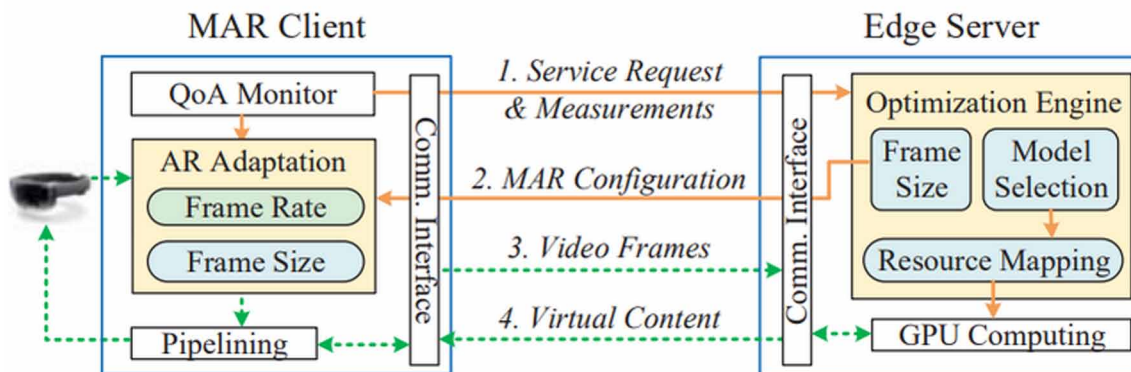 MAR Client
Edge Server
QoA Monitor
AR Adaptation
Frame Rate
Frame Size
Pipelining
Comm. Interface
1. Service Request
& Measurements
2. MAR Configuration
3. Video Frames
4. Virtual Content
Comm. Interface
Optimization Engine
Frame
Size
Model
Selection
Resource Mapping
GPU Computing